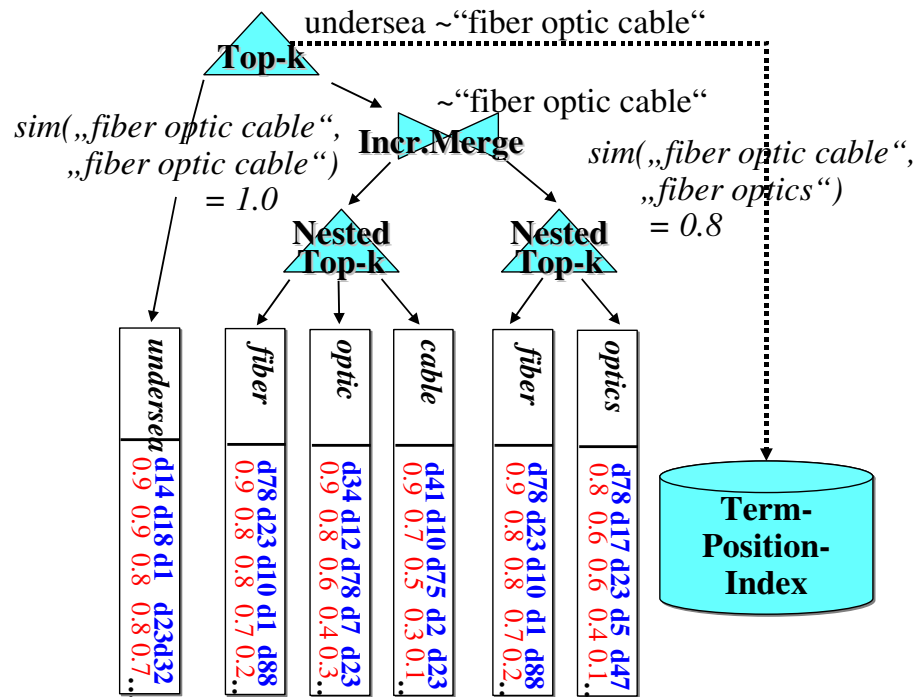 undersea ~“fiber optic cable“
Top-k
~“fiber optic cable“
sim(„fiber optic cable“,
„fiber optic cable“)
= 1.0
Incr.Merge
sim(„fiber optic cable“,
„fiber optics“)
= 0.8
Nested
Top-k
Nested
Top-k
undersea
d14 d18 d1 d23 d32
0.9 0.9 0.8 0.8 0.7 ..
fiber
d78 d23 d10 d1 d88
0.9 0.8 0.8 0.7 0.2 ..
optic
d34 d12 d78 d7 d23
0.9 0.8 0.6 0.4 0.3 ..
cable
d41 d10 d75 d2 d23
0.9 0.7 0.5 0.3 0.1 ..
fiber
d78 d23 d10 d1 d88
0.9 0.8 0.8 0.7 0.2 ..
optics
d78 d17 d23 d5 d47
0.8 0.6 0.6 0.4 0.1 ..
Term-
Position-
Index